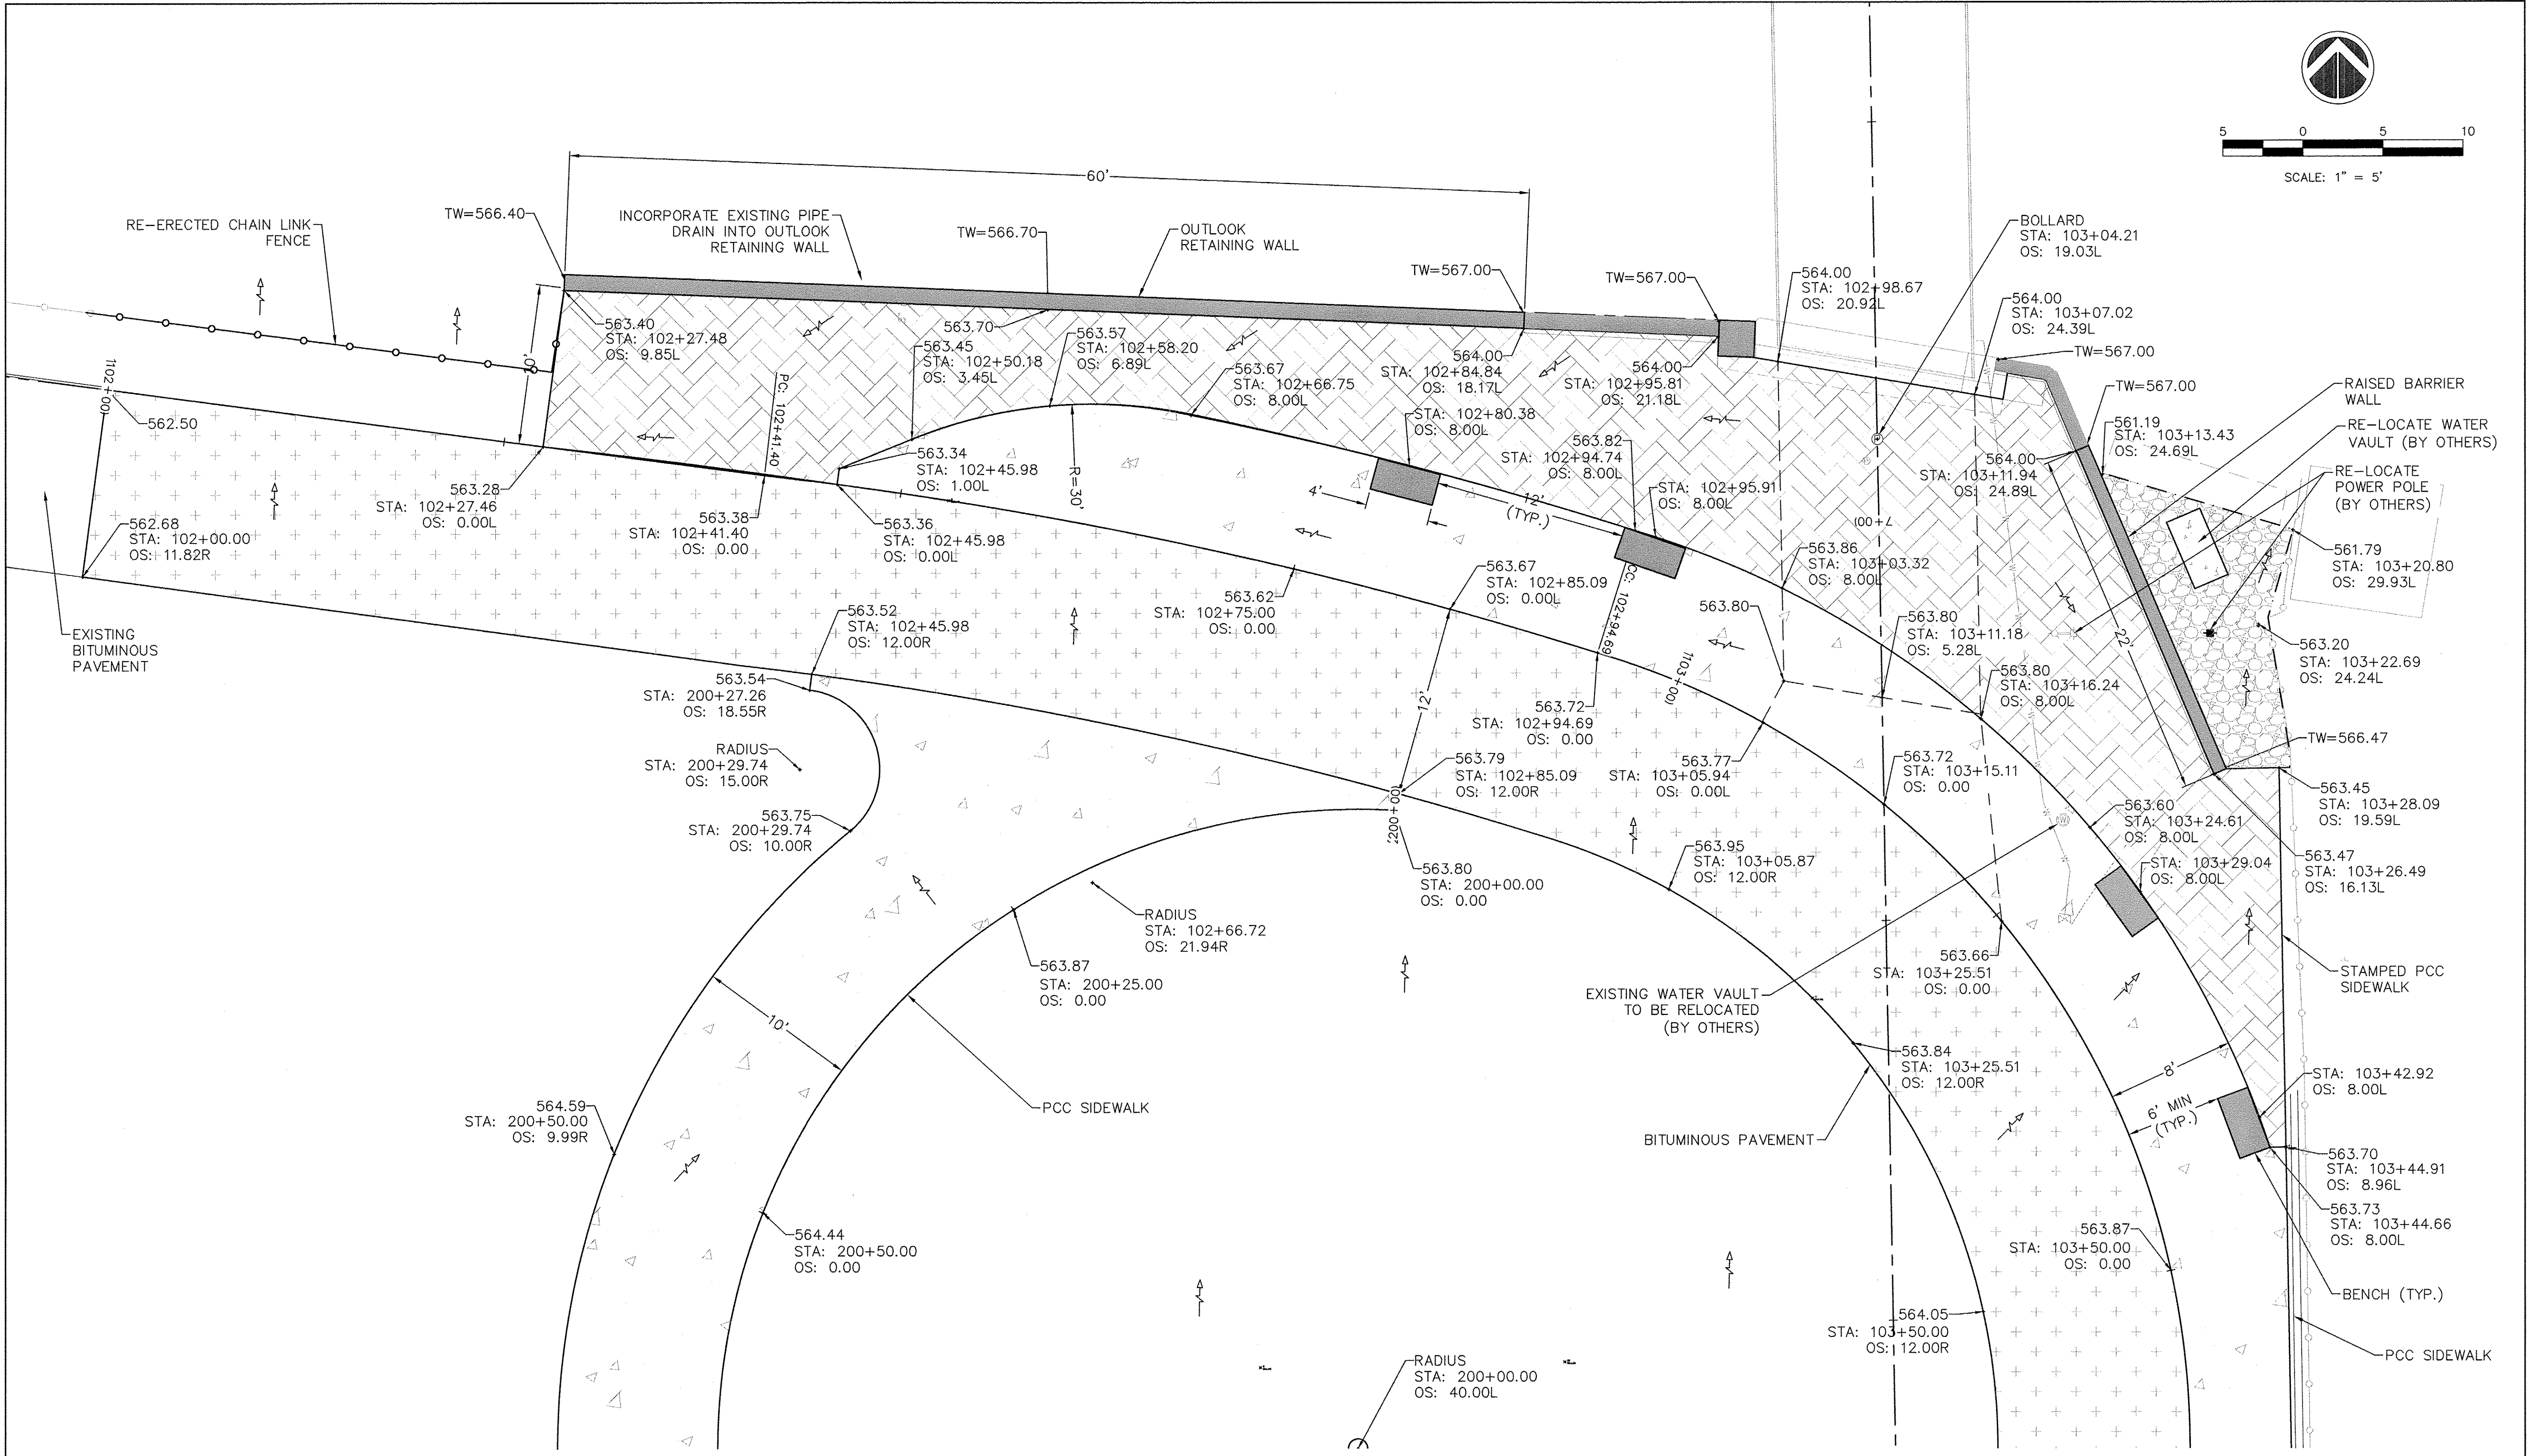 5 0 5 10
SCALE: 1" = 5'
60'
RE-ERECTED CHAIN LINK
FENCE
TW=566.40
INCORPORATE EXISTING PIPE
DRAIN INTO OUTLOOK
RETAINING WALL
TW=566.70
OUTLOOK
RETAINING WALL
TW=567.00
TW=567.00
564.00
STA: 102+98.67
OS: 20.92L
BOLLARD
STA: 103+04.21
OS: 19.03L
564.00
STA: 103+07.02
OS: 24.39L
TW=567.00
TW=567.00
RAISED BARRIER
WALL
RE-LOCATE WATER
VAULT (BY OTHERS)
RE-LOCATE
POWER POLE
(BY OTHERS)
561.19
STA: 103+13.43
OS: 24.69L
564.00
STA: 103+11.94
OS: 24.89L
561.79
STA: 103+20.80
OS: 29.93L
563.20
STA: 103+22.69
OS: 24.24L
22'
TW=566.47
563.45
STA: 103+28.09
OS: 19.59L
563.47
STA: 103+26.49
OS: 16.13L
10'
563.40
STA: 102+27.48
OS: 9.85L
563.70
563.45
STA: 102+50.18
OS: 3.45L
563.57
STA: 102+58.20
OS: 6.89L
563.67
STA: 102+66.75
OS: 8.00L
564.00
STA: 102+84.84
OS: 18.17L
564.00
STA: 102+95.81
OS: 21.18L
STA: 102+80.38
OS: 8.00L
563.82
STA: 102+94.74
OS: 8.00L
STA: 102+95.91
OS: 8.00L
4'
12'
(TYP.)
R=30'
1102+00)
562.50
PC: 102+41.40
563.34
STA: 102+45.98
OS: 1.00L
563.28
STA: 102+27.46
OS: 0.00L
563.38
STA: 102+41.40
OS: 0.00
563.36
STA: 102+45.98
OS: 0.00L
562.68
STA: 102+00.00
OS: 11.82R
EXISTING
BITUMINOUS
PAVEMENT
563.52
STA: 102+45.98
OS: 12.00R
563.62
STA: 102+75.00
OS: 0.00
563.67
STA: 102+85.09
OS: 0.00L
CC: 102+94.69
1103+00)
7+00)
563.86
STA: 103+03.32
OS: 8.00L
563.80
563.80
STA: 103+11.18
OS: 5.28L
563.80
STA: 103+16.24
OS: 8.00L
12'
563.72
STA: 102+94.69
OS: 0.00
563.77
STA: 103+05.94
OS: 0.00L
563.72
STA: 103+15.11
OS: 0.00
563.54
STA: 200+27.26
OS: 18.55R
RADIUS
STA: 200+29.74
OS: 15.00R
563.75
STA: 200+29.74
OS: 10.00R
563.79
STA: 102+85.09
OS: 12.00R
2200+00)
563.80
STA: 200+00.00
OS: 0.00
563.95
STA: 103+05.87
OS: 12.00R
563.60
STA: 103+24.61
OS: 8.00L
STA: 103+29.04
OS: 8.00L
RADIUS
STA: 102+66.72
OS: 21.94R
563.87
STA: 200+25.00
OS: 0.00
563.66
STA: 103+25.51
OS: 0.00
EXISTING WATER VAULT
TO BE RELOCATED
(BY OTHERS)
STAMPED PCC
SIDEWALK
10'
563.84
STA: 103+25.51
OS: 12.00R
8'
6' MIN
(TYP.)
STA: 103+42.92
OS: 8.00L
PCC SIDEWALK
BITUMINOUS PAVEMENT
564.59
STA: 200+50.00
OS: 9.99R
563.70
STA: 103+44.91
OS: 8.96L
563.73
STA: 103+44.66
OS: 8.00L
564.44
STA: 200+50.00
OS: 0.00
563.87
STA: 103+50.00
OS: 0.00
BENCH (TYP.)
564.05
STA: 103+50.00
OS: 12.00R
PCC SIDEWALK
RADIUS
STA: 200+00.00
OS: 40.00L